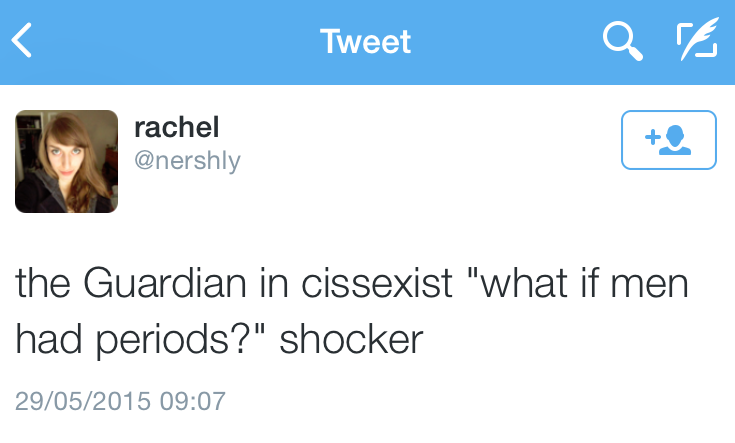 Tweet
rachel
@nershly
the Guardian in cissexist "what if men
had periods?" shocker
29/05/2015 09:07